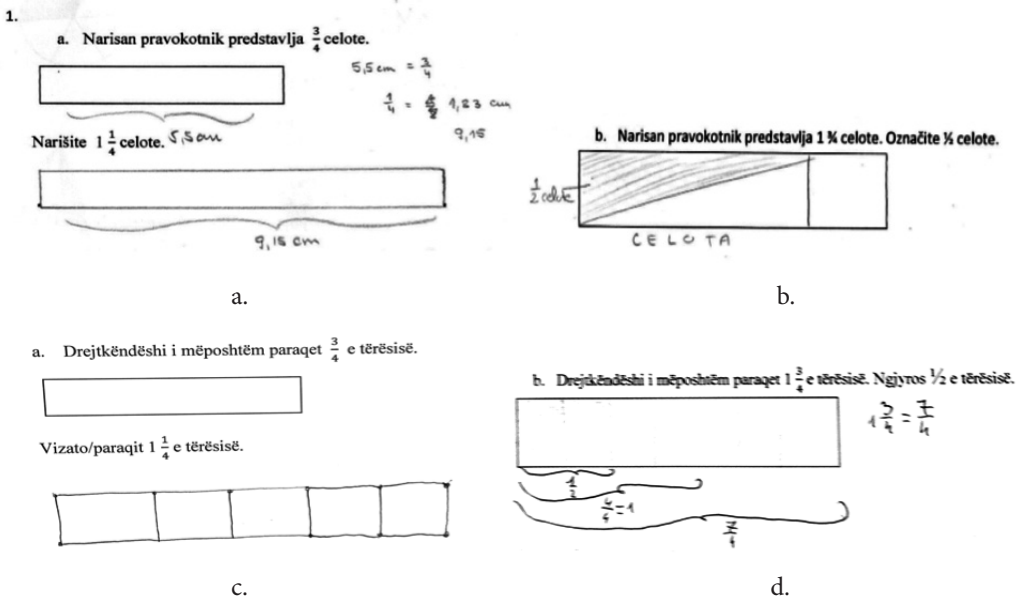 1.
a. Narisan pravokotnik predstavlja 3/4 celote.
5,5 cm = 3/4
1/4 = 1,83 cm
9,15
Narišite 1 1/4 celote. 5,5 cm
9,15 cm
b. Narisan pravokotnik predstavlja 1 ¾ celote. Označite ½ celote.
1/2 celote
CELOTA
a.
b.
a. Drejtkëndëshi i mëposhtëm paraqet 3/4 e tërësisë.
Vizato/paraqit 1 1/4 e tërësisë.
b. Drejtkëndëshi i mëposhtëm paraqet 1 3/4 e tërësisë. Ngjyros 1/2 e tërësisë.
1 3/4 = 7/4
1/2
4/4 = 1
7/4
c.
d.